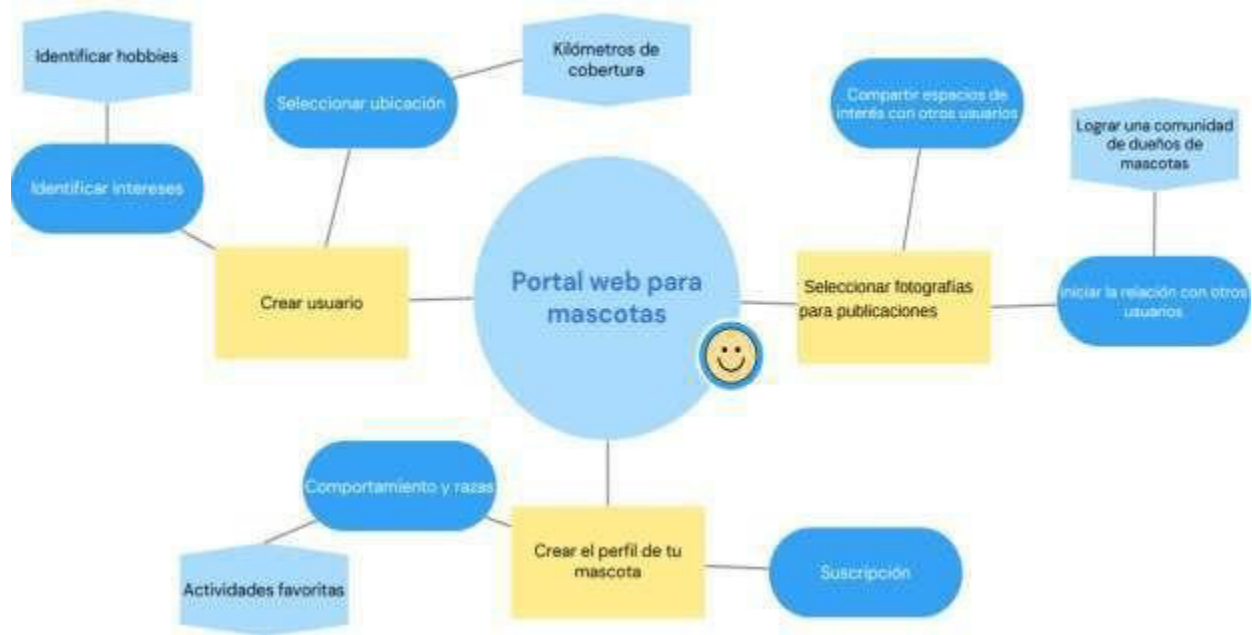 Identificar hobbies
Kilómetros de
cobertura
Seleccionar ubicación
Compartir espacios de
interés con otros usuarios
Lograr una comunidad
de dueños de
mascotas
Identificar intereses
Crear usuario
Portal web para
mascotas
Seleccionar fotografías
para publicaciones
Iniciar la relación con otros
usuarios
Comportamiento y razas
Crear el perfil de tu
mascota
Suscripción
Actividades favoritas